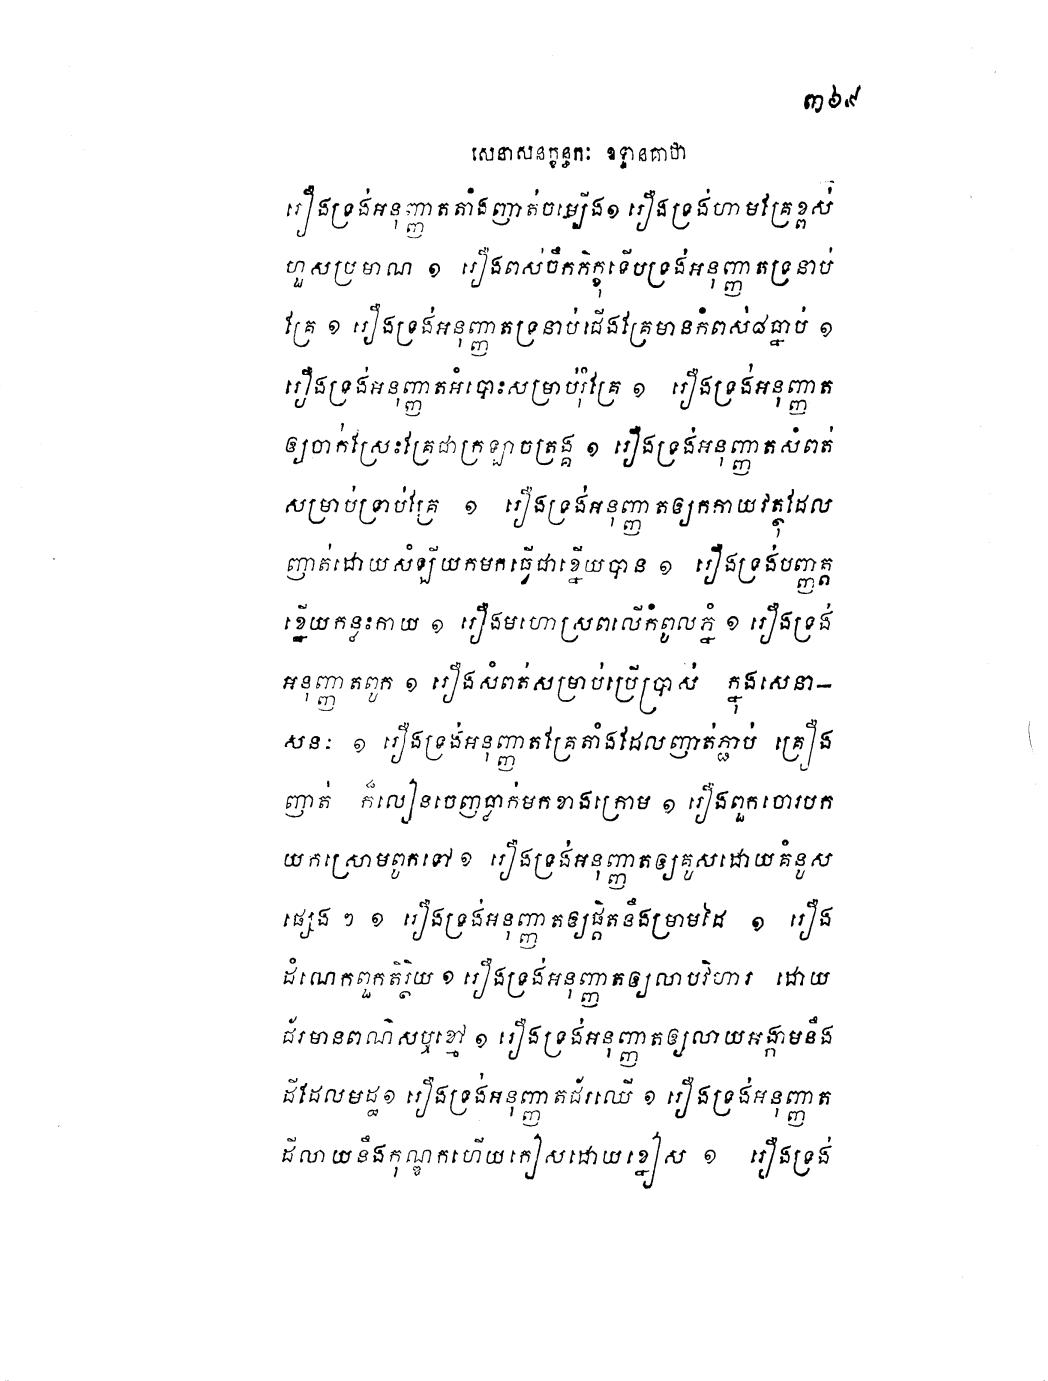 ៣៦៩
សេនាសនក្ខន្ធកៈ ឧទ្ទានគាថា
រឿងទ្រង់អនុញ្ញាតតាំងញាត់ចម្បើង១ រឿងទ្រង់ហាមគ្រែខ្ពស់
ហួសប្រមាណ ១ រឿងពស់ចឹកភិក្ខុទើបទ្រង់អនុញ្ញាតទ្រនាប់
គ្រែ ១ រឿងទ្រង់អនុញ្ញាតទ្រនាប់ជើងគ្រែមានកំពស់៨ធ្នាប់ ១
រឿងទ្រង់អនុញ្ញាតអំបោះសម្រាប់រុំគ្រែ ១ រឿងទ្រង់អនុញ្ញាត
ឲ្យចាក់ស្រែះគ្រែជាក្រឡាចត្រង្គ ១ រឿងទ្រង់អនុញ្ញាតសំពត់
សម្រាប់ទ្រាប់គ្រែ ១ រឿងទ្រង់អនុញ្ញាតឲ្យកកាយវត្ថុដែល
ញាត់ដោយសំឡីយកមកធ្វើជាខ្នើយបាន ១ រឿងទ្រង់បញ្ញត្ត
ខ្នើយកន្លះកាយ ១ រឿងមហោស្រពលើកំពូលភ្នំ ១ រឿងទ្រង់
អនុញ្ញាតពូក ១ រឿងសំពត់សម្រាប់ប្រើប្រាស់ ក្នុងសេនា-
សនៈ ១ រឿងទ្រង់អនុញ្ញាតគ្រែតាំងដែលញាត់ភ្ជាប់ គ្រឿង
ញាត់ ក៏លៀនចេញធ្លាក់មកខាងក្រោម ១ រឿងពួកចោរបក
យកស្រោមពូកទៅ ១ រឿងទ្រង់អនុញ្ញាតឲ្យគូសដោយគំនូស
ផ្សេង ៗ ១ រឿងទ្រង់អនុញ្ញាតឲ្យផ្តិតនឹងម្រាមដៃ ១ រឿង
ដំណេកពួកតិរ្ថិយ ១ រឿងទ្រង់អនុញ្ញាតឲ្យលាបវិហារ ដោយ
ជ័រមានពណ៌សឬខ្មៅ ១ រឿងទ្រង់អនុញ្ញាតឲ្យលាយអង្កាមនឹង
ដីដែលមដ្ឋ១ រឿងទ្រង់អនុញ្ញាតជ័រឈើ ១ រឿងទ្រង់អនុញ្ញាត
ដីលាយនឹងកុណ្ឌកហើយកៀសដោយខ្នៀស ១ រឿងទ្រង់